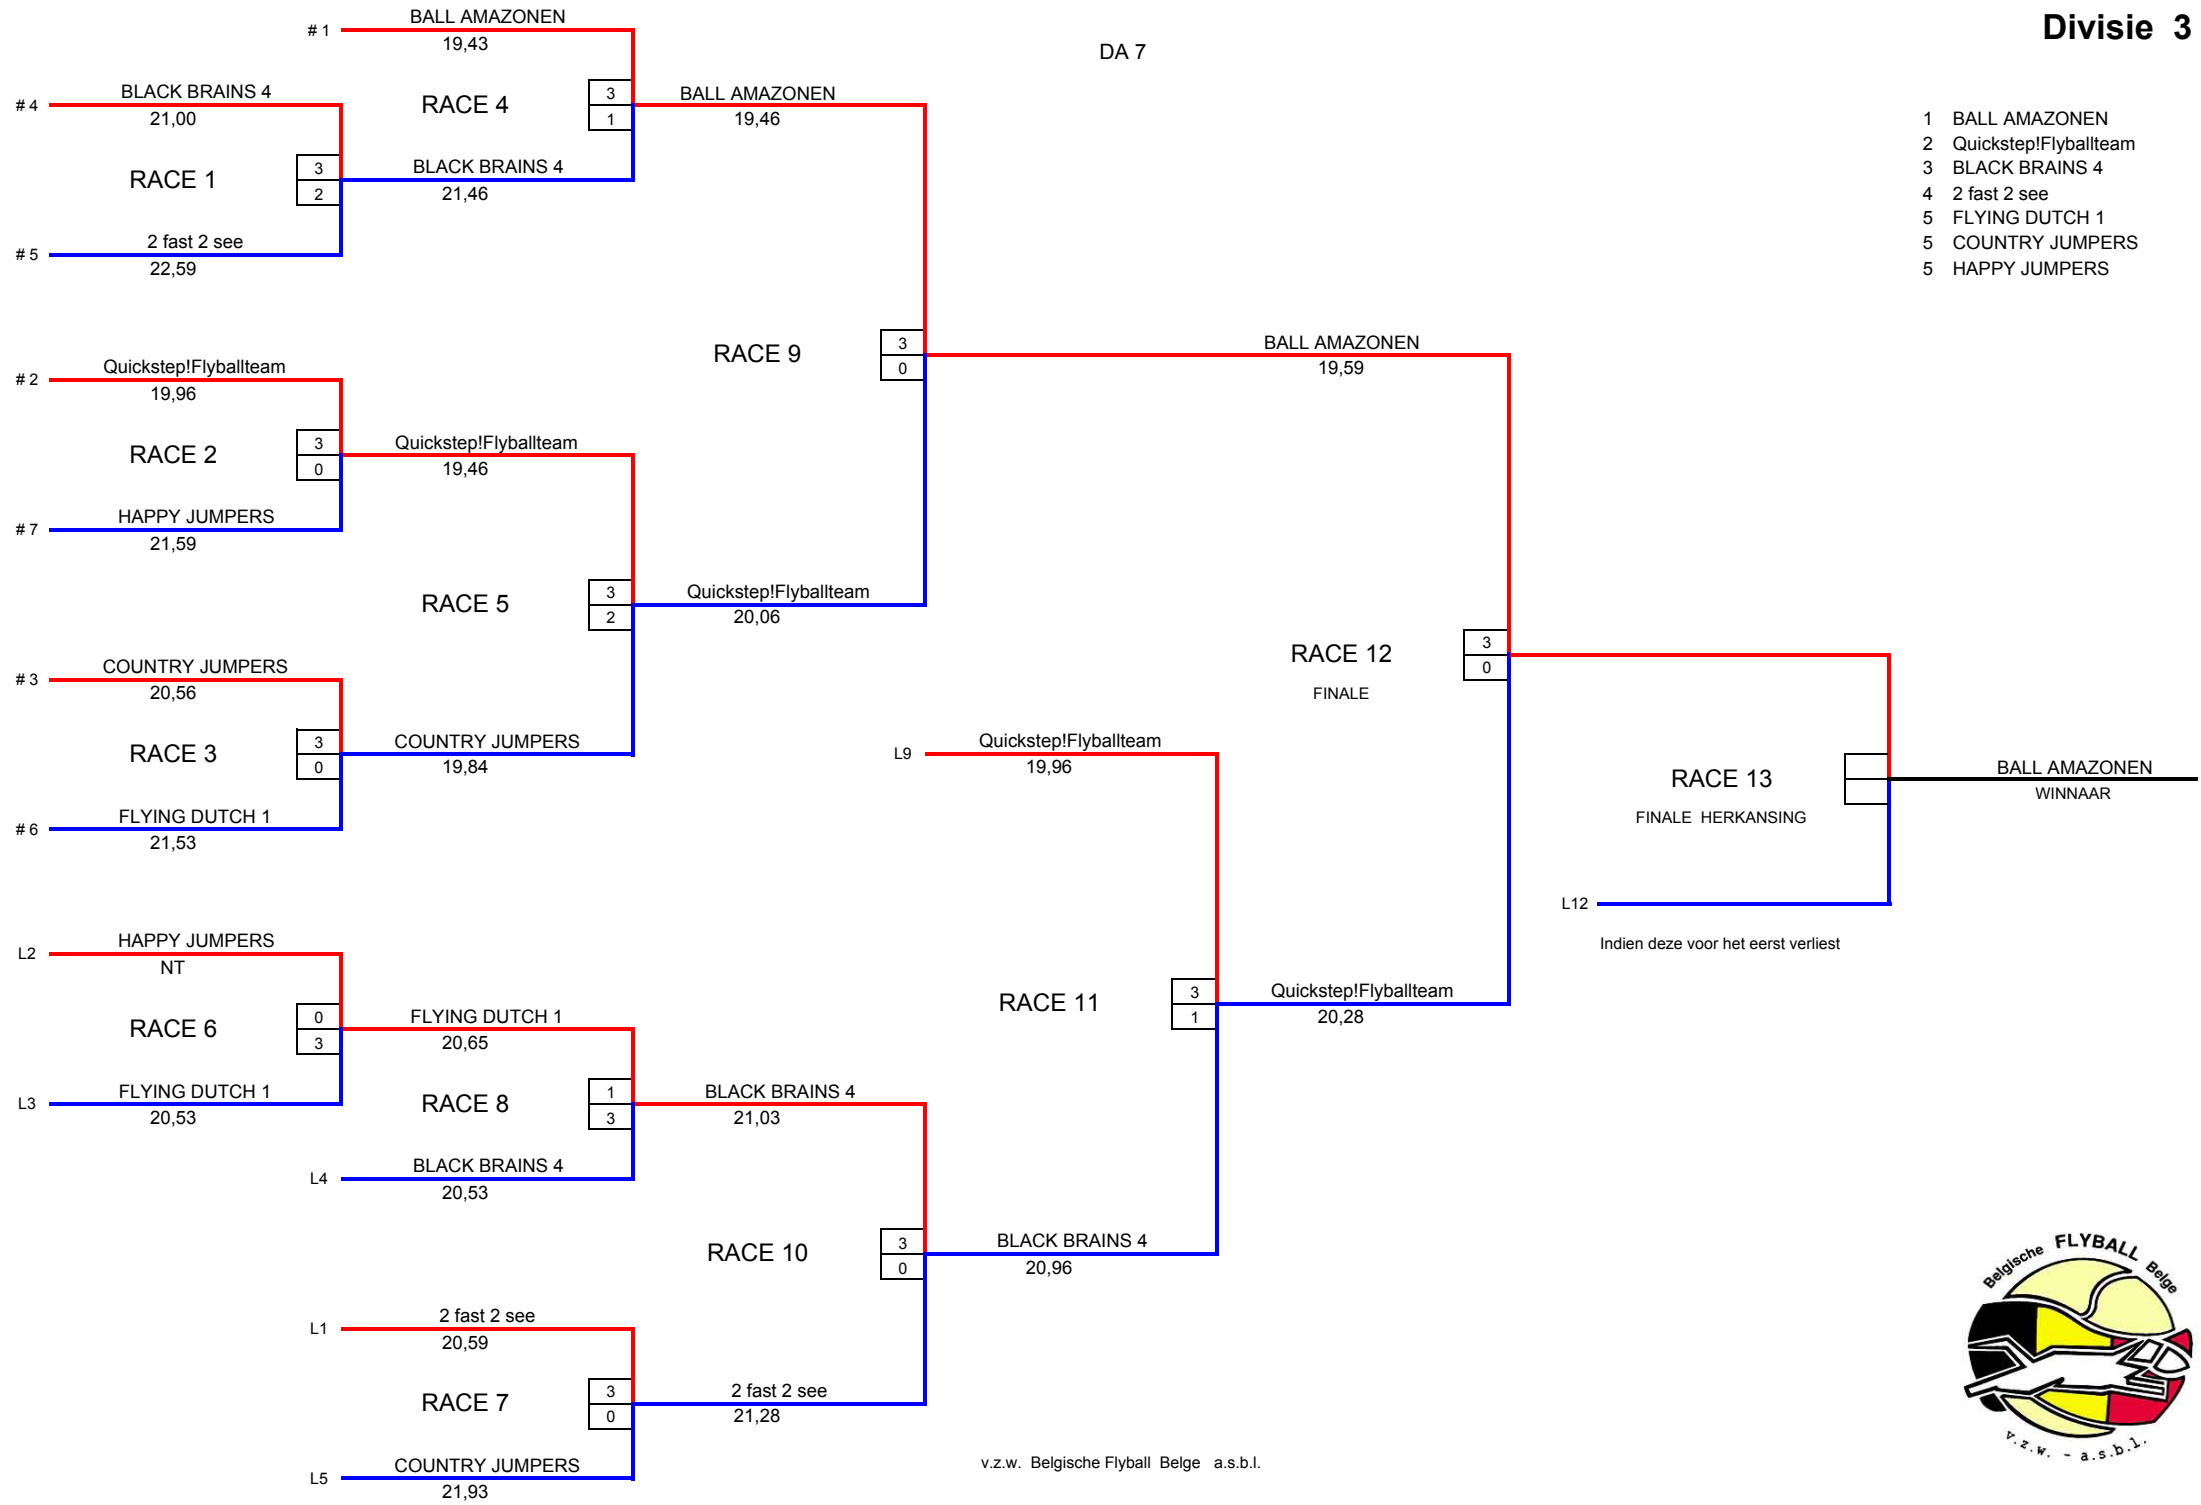 Divisie 3
DA 7
1 BALL AMAZONEN
2 Quickstep!Flyballteam
3 BLACK BRAINS 4
4 2 fast 2 see
5 FLYING DUTCH 1
5 COUNTRY JUMPERS
5 HAPPY JUMPERS
# 1 BALL AMAZONEN
19,43
# 4 BLACK BRAINS 4
21,00
RACE 1
3
2
# 5 2 fast 2 see
22,59
RACE 4
3
1
BLACK BRAINS 4
21,46
BALL AMAZONEN
19,46
# 2 Quickstep!Flyballteam
19,96
RACE 2
3
0
# 7 HAPPY JUMPERS
21,59
Quickstep!Flyballteam
19,46
RACE 5
3
2
# 3 COUNTRY JUMPERS
20,56
RACE 3
3
0
# 6 FLYING DUTCH 1
21,53
COUNTRY JUMPERS
19,84
RACE 9
3
0
Quickstep!Flyballteam
20,06
BALL AMAZONEN
19,59
RACE 12
FINALE
3
0
L9 Quickstep!Flyballteam
19,96
RACE 13
FINALE HERKANSING
BALL AMAZONEN
WINNAAR
L12
Indien deze voor het eerst verliest
L2 HAPPY JUMPERS
NT
RACE 6
0
3
L3 FLYING DUTCH 1
20,53
FLYING DUTCH 1
20,65
RACE 8
1
3
L4 BLACK BRAINS 4
20,53
BLACK BRAINS 4
21,03
RACE 11
3
1
Quickstep!Flyballteam
20,28
RACE 10
3
0
BLACK BRAINS 4
20,96
L1 2 fast 2 see
20,59
RACE 7
3
0
2 fast 2 see
21,28
L5 COUNTRY JUMPERS
21,93
v.z.w. Belgische Flyball Belge a.s.b.l.
Belgische FLYBALL Belge
v.z.w. - a.s.b.l.